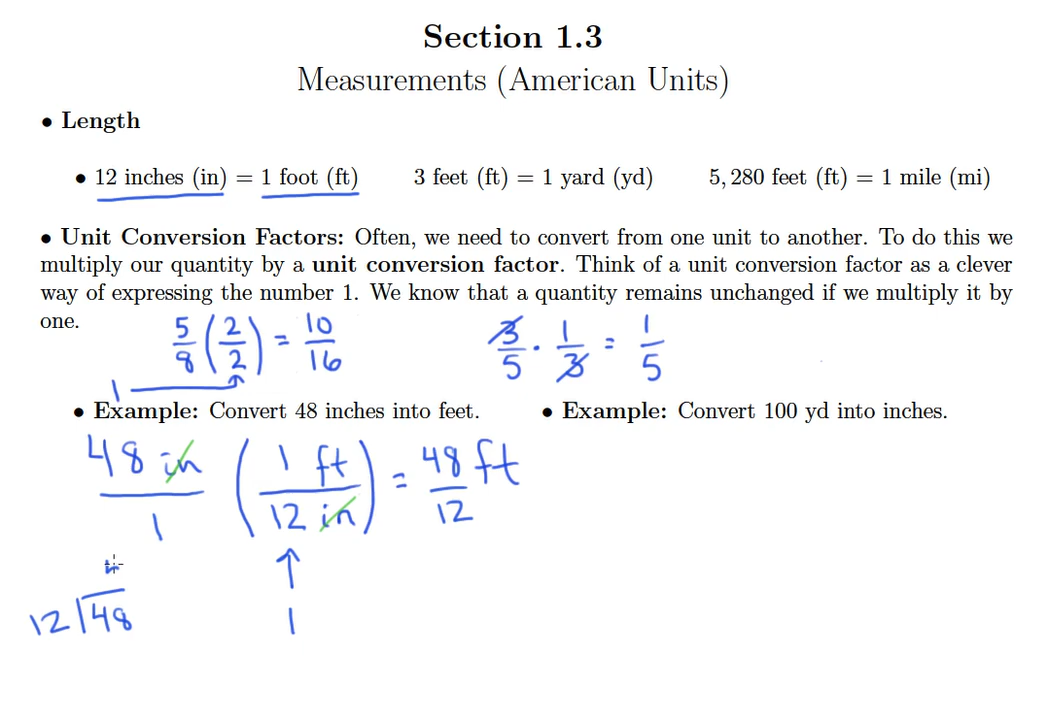 Section 1.3
Measurements (American Units)
• Length
• 12 inches (in) = 1 foot (ft) 3 feet (ft) = 1 yard (yd) 5,280 feet (ft) = 1 mile (mi)
• Unit Conversion Factors: Often, we need to convert from one unit to another. To do this we
multiply our quantity by a unit conversion factor. Think of a unit conversion factor as a clever
way of expressing the number 1. We know that a quantity remains unchanged if we multiply it by
one.
5/8 (2/2) = 10/16 3/5 · 1/3 = 1/5
1
• Example: Convert 48 inches into feet. • Example: Convert 100 yd into inches.
48 in/1 (1 ft/12 in) = 48/12 ft
↑
12 48
1